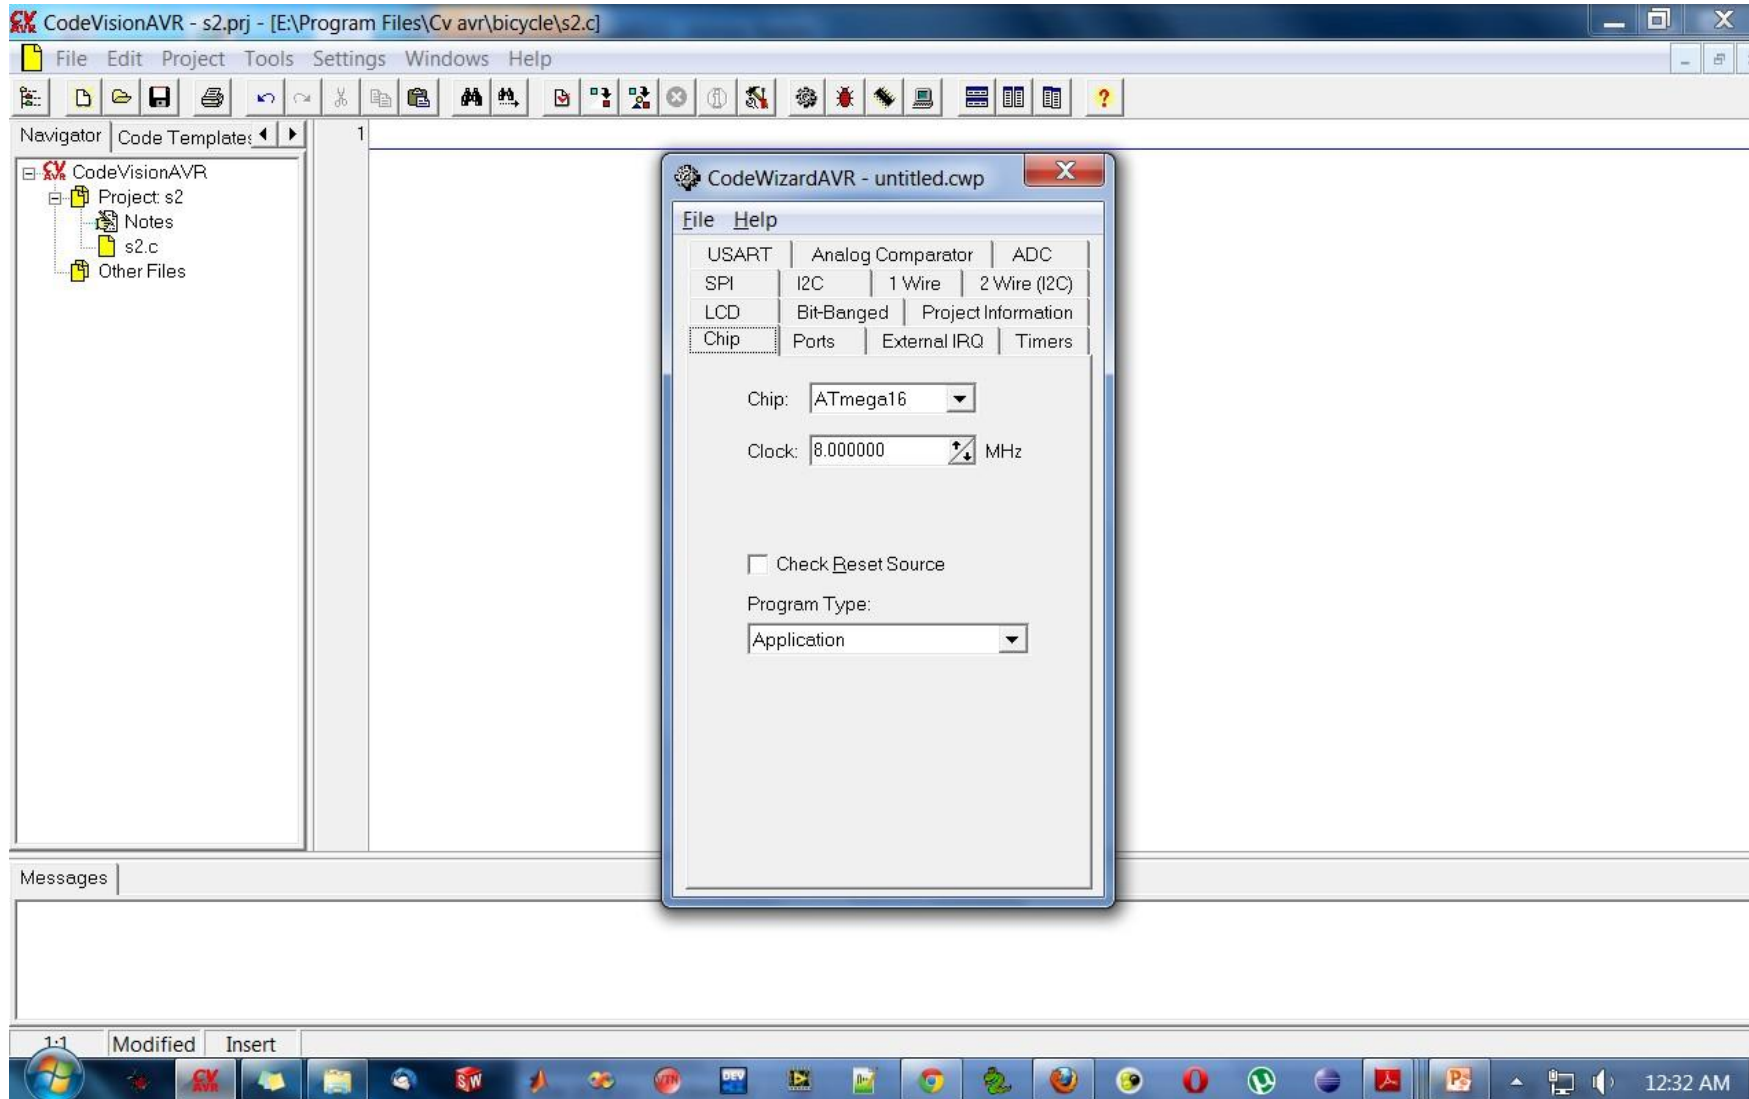 CodeVisionAVR - s2.prj - [E:\Program Files\Cv avr\bicycle\s2.c]
File Edit Project Tools Settings Windows Help
Navigator Code Templates
1
CodeVisionAVR
Project: s2
Notes
s2.c
Other Files
CodeWizardAVR - untitled.cwp
File Help
USART Analog Comparator ADC
SPI I2C 1 Wire 2 Wire (I2C)
LCD Bit-Banged Project Information
Chip Ports External IRQ Timers
Chip: ATmega16
Clock: 8.000000 MHz
Check Reset Source
Program Type:
Application
Messages
1:1 Modified Insert
12:32 AM